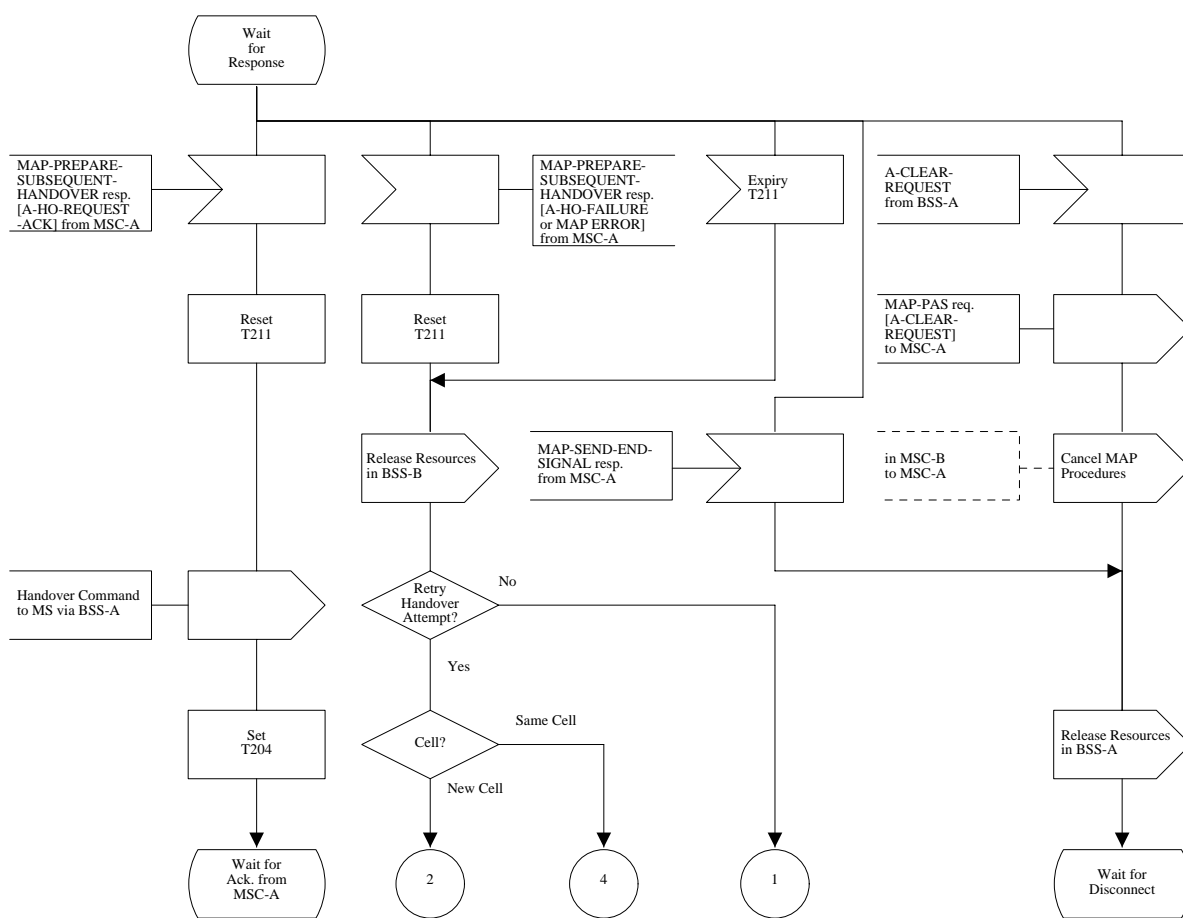 Wait
for
Response
MAP-PREPARE-
SUBSEQUENT-
HANDOVER resp.
[A-HO-REQUEST
-ACK] from MSC-A
MAP-PREPARE-
SUBSEQUENT-
HANDOVER resp.
[A-HO-FAILURE
or MAP ERROR]
from MSC-A
Expiry
T211
A-CLEAR-
REQUEST
from BSS-A
Reset
T211
Reset
T211
MAP-PAS req.
[A-CLEAR-
REQUEST]
to MSC-A
Release Resources
in BSS-B
MAP-SEND-END-
SIGNAL resp.
from MSC-A
in MSC-B
to MSC-A
Cancel MAP
Procedures
Handover Command
to MS via BSS-A
Retry
Handover
Attempt?
No
Yes
Set
T204
Cell?
Same Cell
New Cell
Release Resources
in BSS-A
Wait for
Ack. from
MSC-A
2
4
1
Wait for
Disconnect